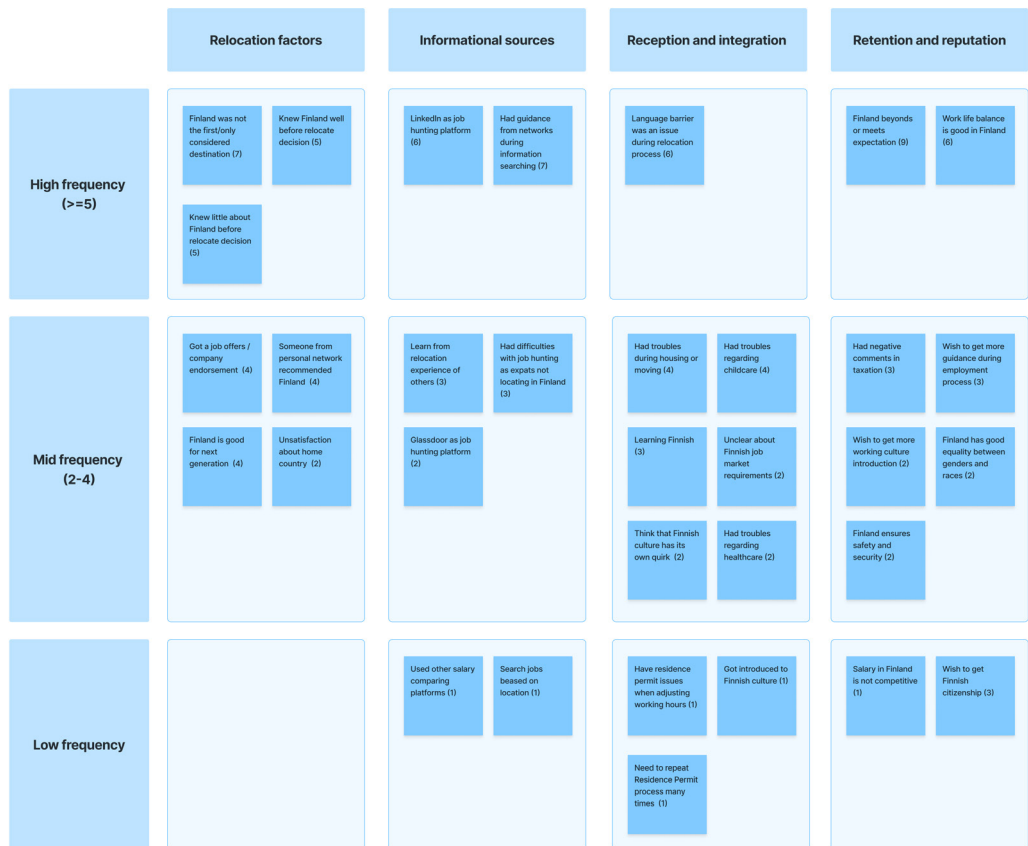 Relocation factors
Informational sources
Reception and integration
Retention and reputation
High frequency
(>=5)
Finland was not
the first/only
considered
destination (7)
Knew Finland well
before relocate
decision (5)
Knew little about
Finland before
relocate decision
(5)
LinkedIn as job
hunting platform
(6)
Had guidance
from networks
during
information
searching (7)
Language barrier
was an issue
during relocation
process (6)
Finland beyonds or
meets
expectation (9)
Work life balance
is good in Finland
(6)
Mid frequency
(2-4)
Got a job offers /
company
endorsement (4)
Someone from
personal network
recommended
Finland (4)
Finland is good
for next
generation (4)
Unsatisfaction
about home
country (2)
Learn from
relocation
experience of
others (3)
Had difficulties
with job hunting
as expats not
locating in Finland
(3)
Glassdoor as job
hunting platform
(2)
Had troubles
during housing or
moving (4)
Had troubles
regarding
childcare (4)
Learning Finnish
(3)
Unclear about
Finnish job
market
requirements (2)
Think that Finnish
culture has its
own quirk (2)
Had troubles
regarding
healthcare (2)
Had negative
comments in
taxation (3)
Wish to get more
guidance during
employment
process (3)
Wish to get more
working culture
introduction (2)
Finland has good
equality between
genders and
races (2)
Finland ensures
safety and
security (2)
Low frequency
Used other salary
comparing
platforms (1)
Search jobs
beased on
location (1)
Have residence
permit issues
when adjusting
working hours (1)
Got introduced to
Finnish culture (1)
Need to repeat
Residence Permit
process many
times (1)
Salary in Finland
is not competitive
(1)
Wish to get
Finnish
citizenship (3)